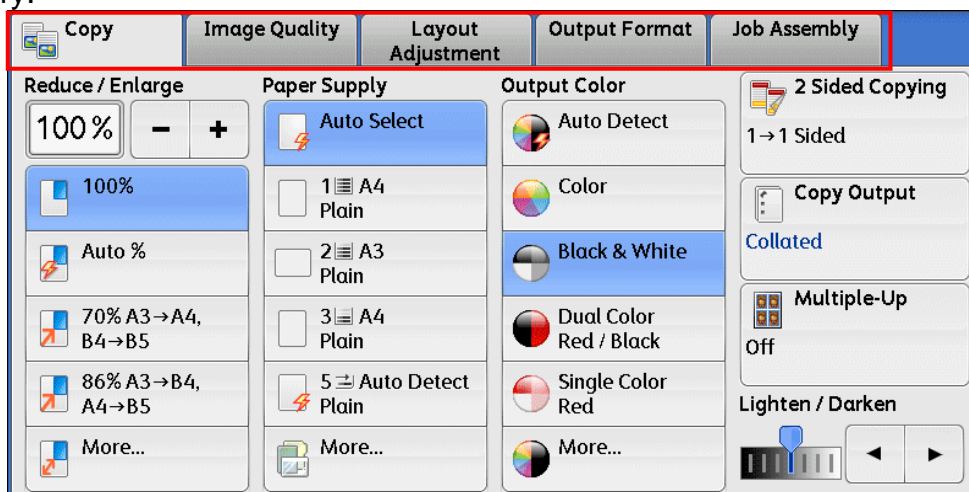 ry.
Copy
Image Quality
Layout
Adjustment
Output Format
Job Assembly
Reduce / Enlarge
100%
− +
100%
Auto %
70% A3→A4,
B4→B5
86% A3→B4,
A4→B5
More...
Paper Supply
Auto Select
1 A4
Plain
2 A3
Plain
3 A4
Plain
5 Auto Detect
Plain
More...
Output Color
Auto Detect
Color
Black & White
Dual Color
Red / Black
Single Color
Red
More...
2 Sided Copying
1→1 Sided
Copy Output
Collated
Multiple-Up
Off
Lighten / Darken